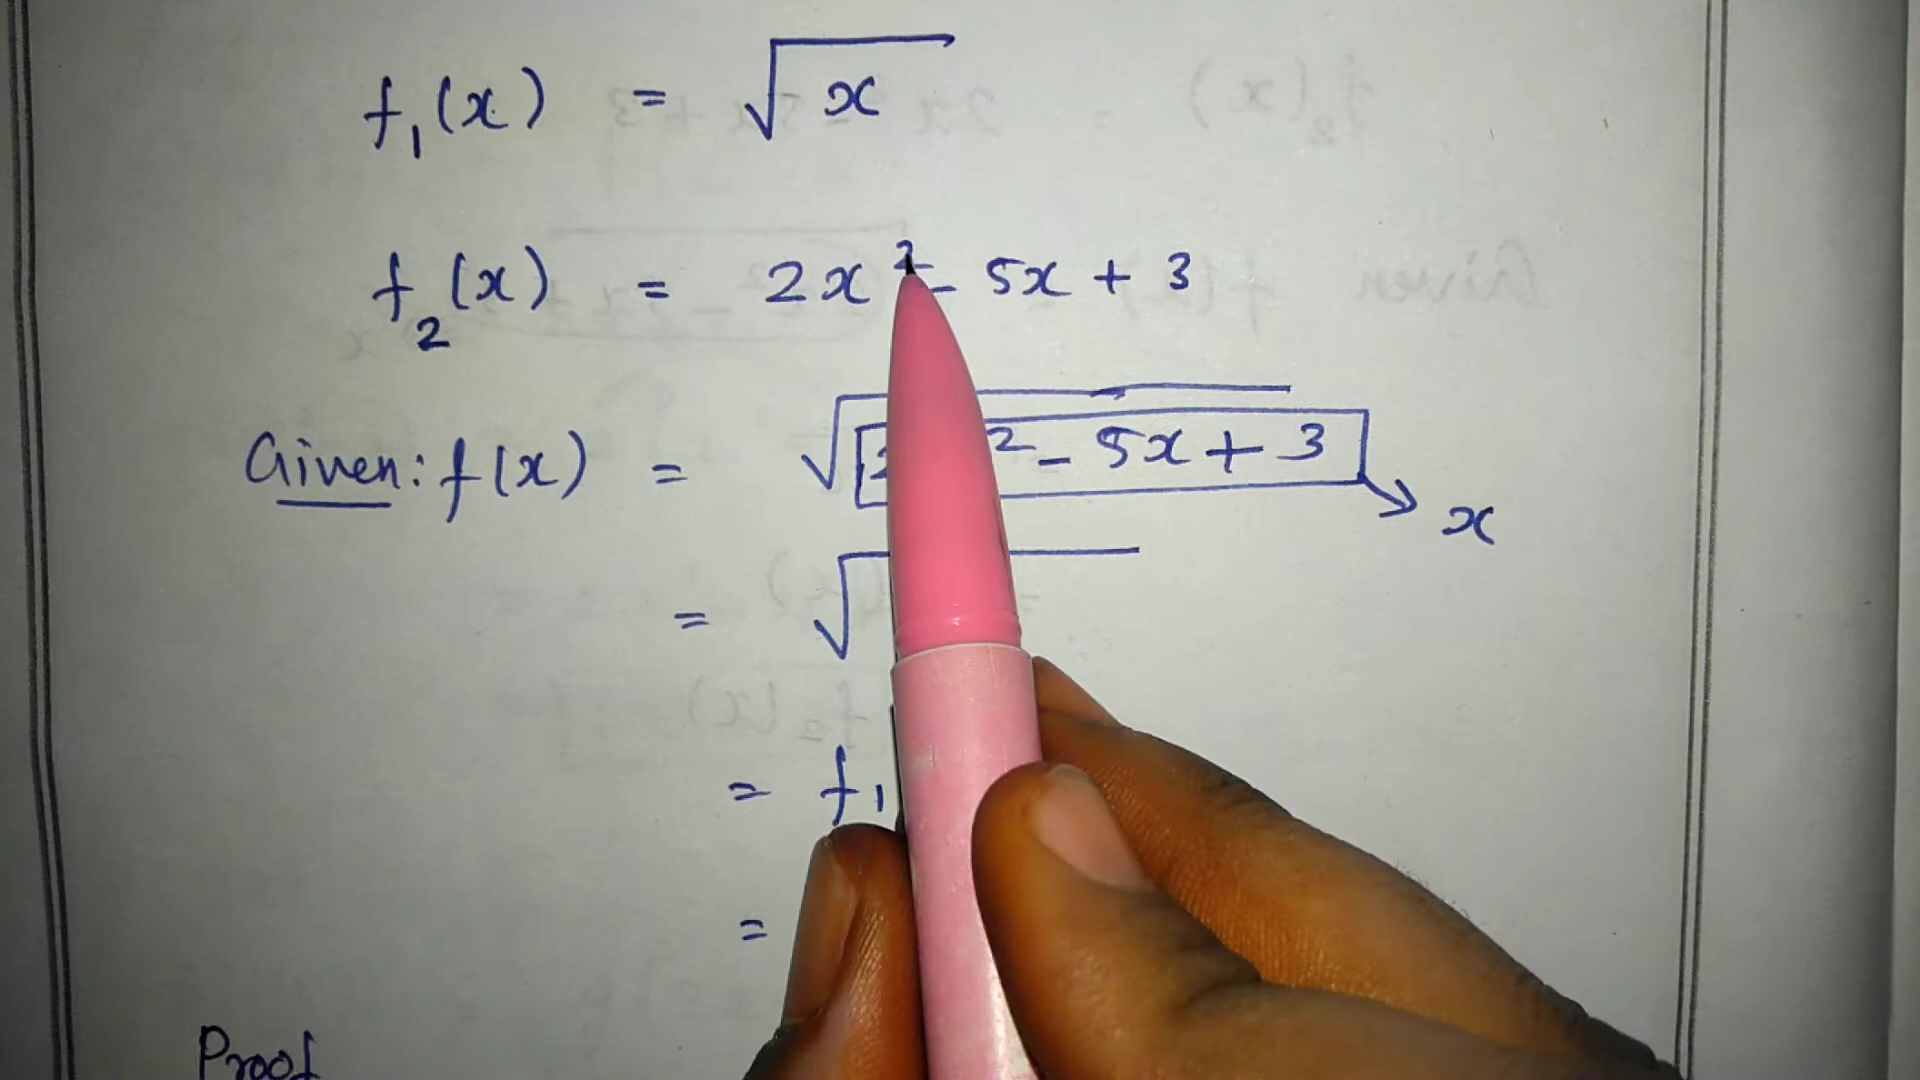 f₁(x) = √x
f₂(x) = 2x² - 5x + 3
Given: f(x) = √ ² - 5x + 3
x
= √
= f₁
=
Proof